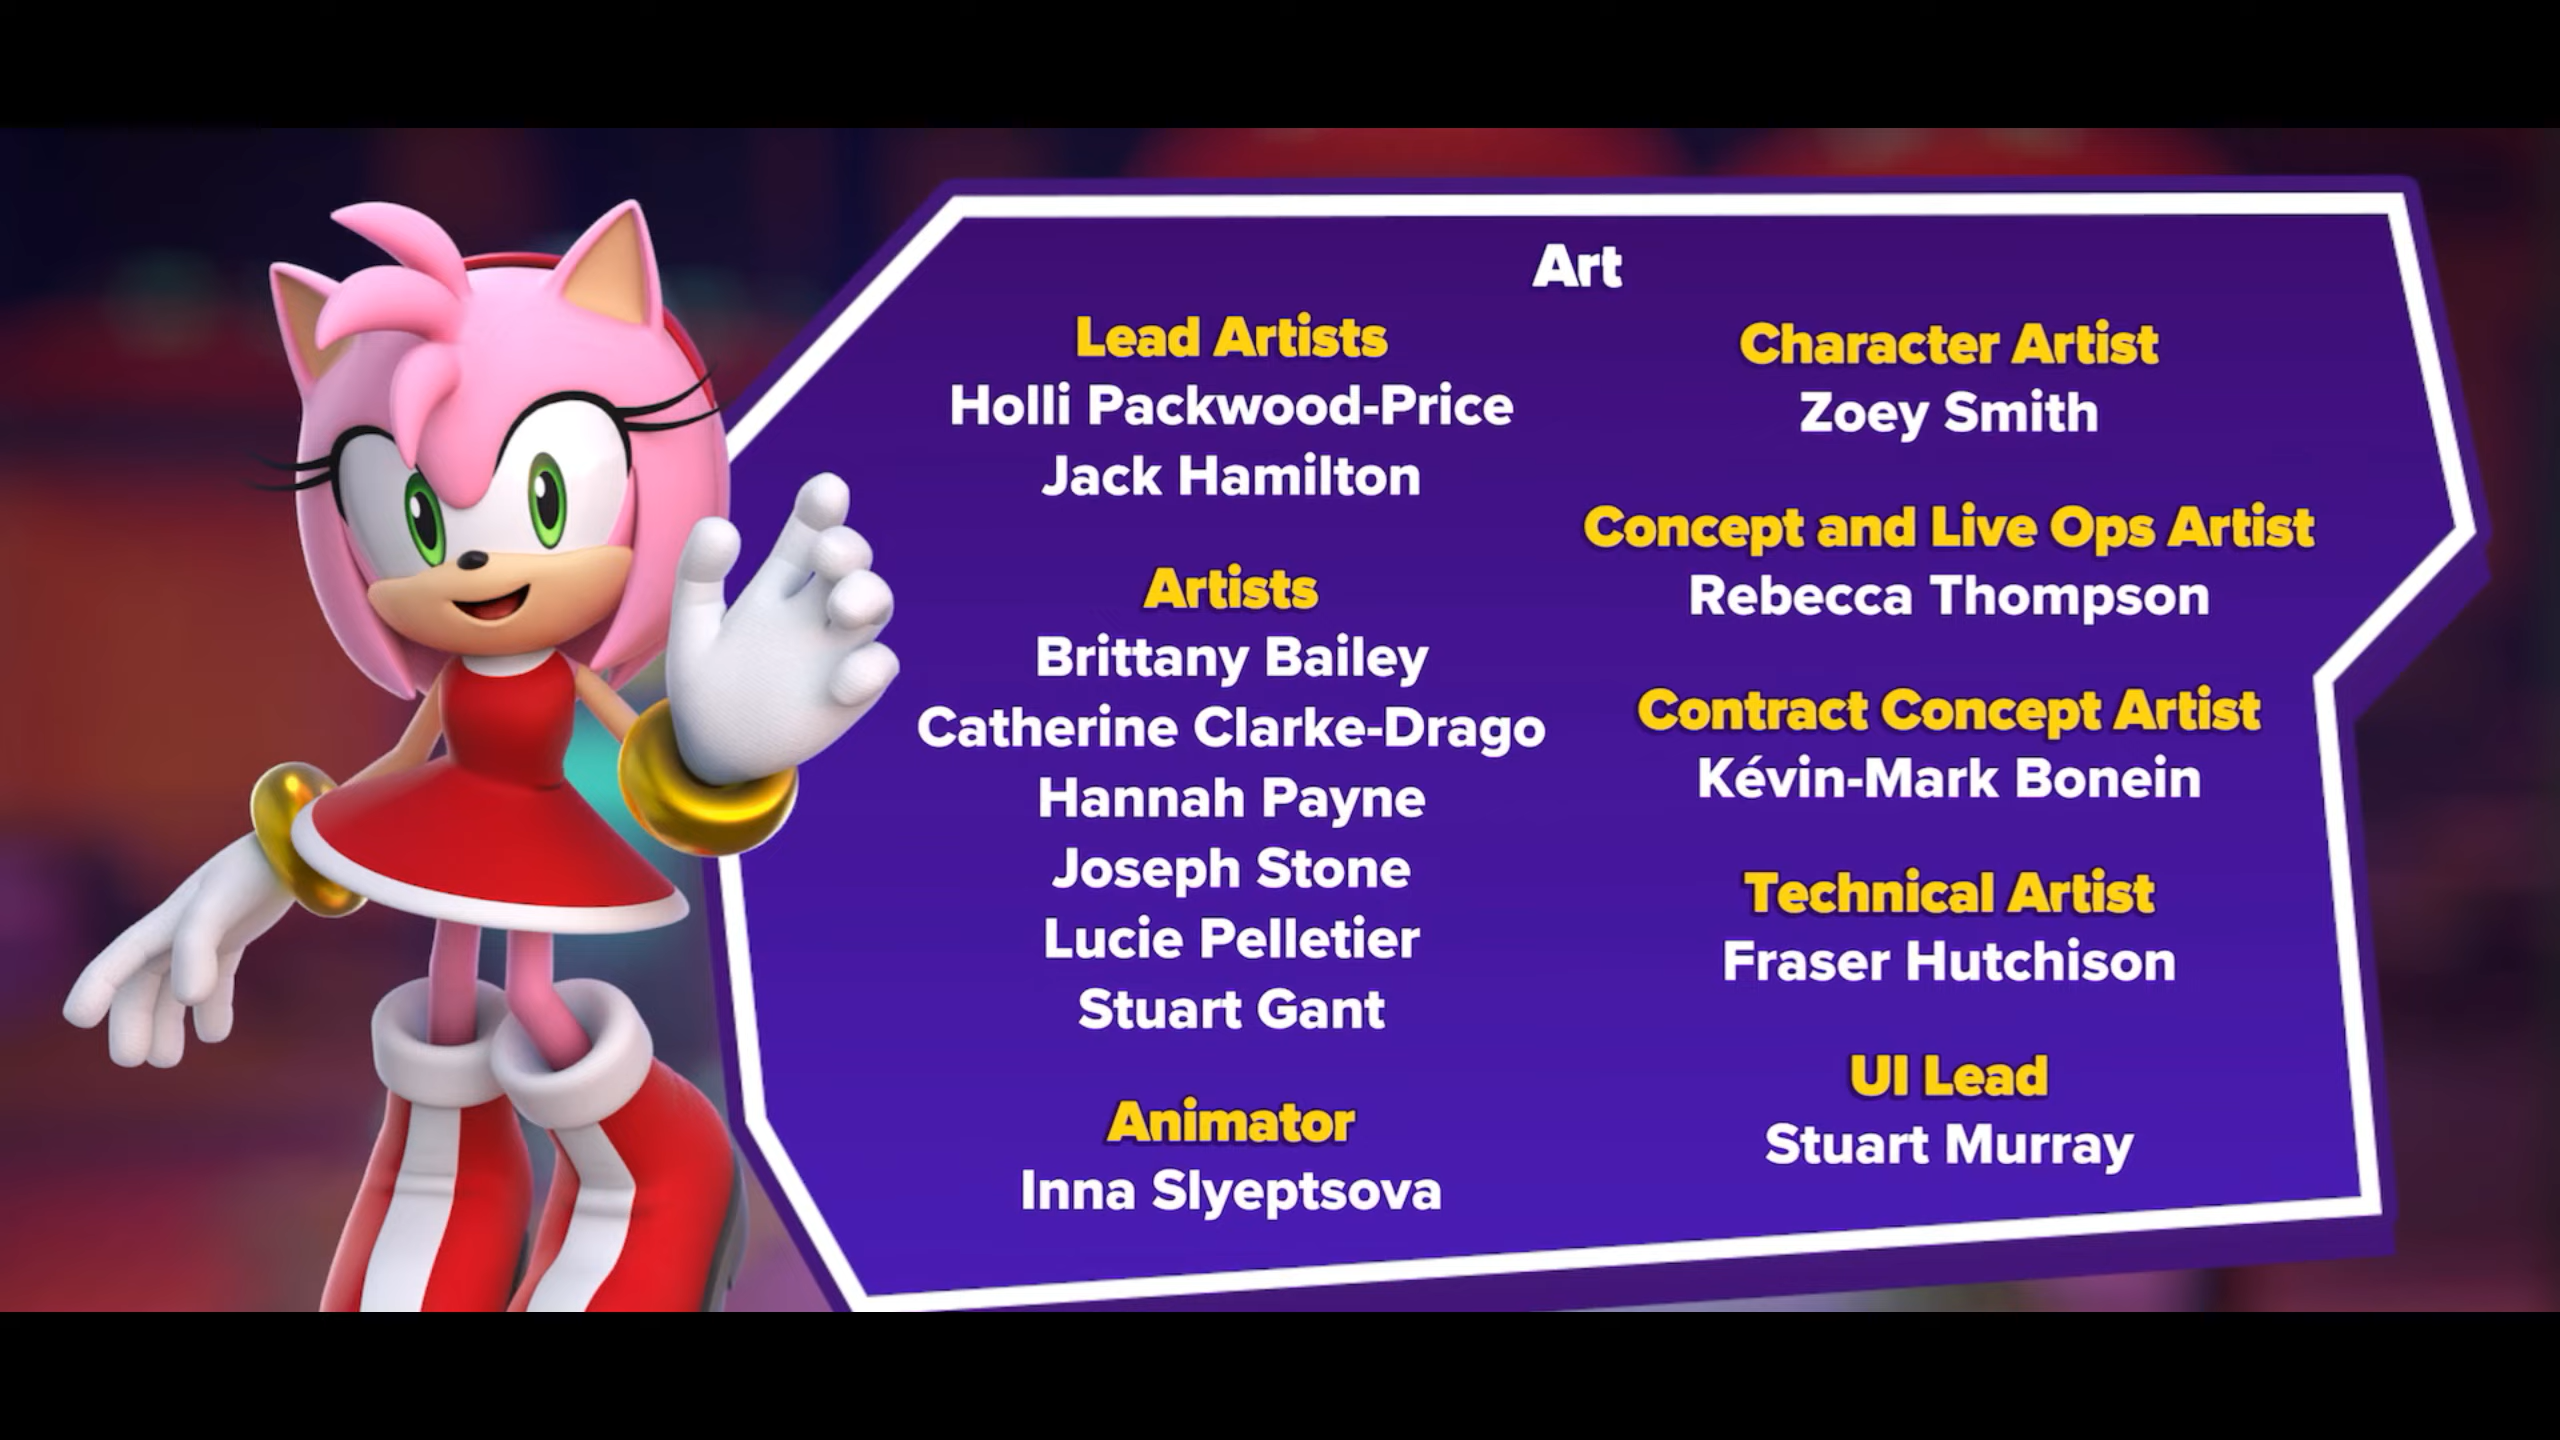 Art
Lead Artists
Holli Packwood-Price
Jack Hamilton
Artists
Brittany Bailey
Catherine Clarke-Drago
Hannah Payne
Joseph Stone
Lucie Pelletier
Stuart Gant
Animator
Inna Slyeptsova
Character Artist
Zoey Smith
Concept and Live Ops Artist
Rebecca Thompson
Contract Concept Artist
Kévin-Mark Bonein
Technical Artist
Fraser Hutchison
UI Lead
Stuart Murray